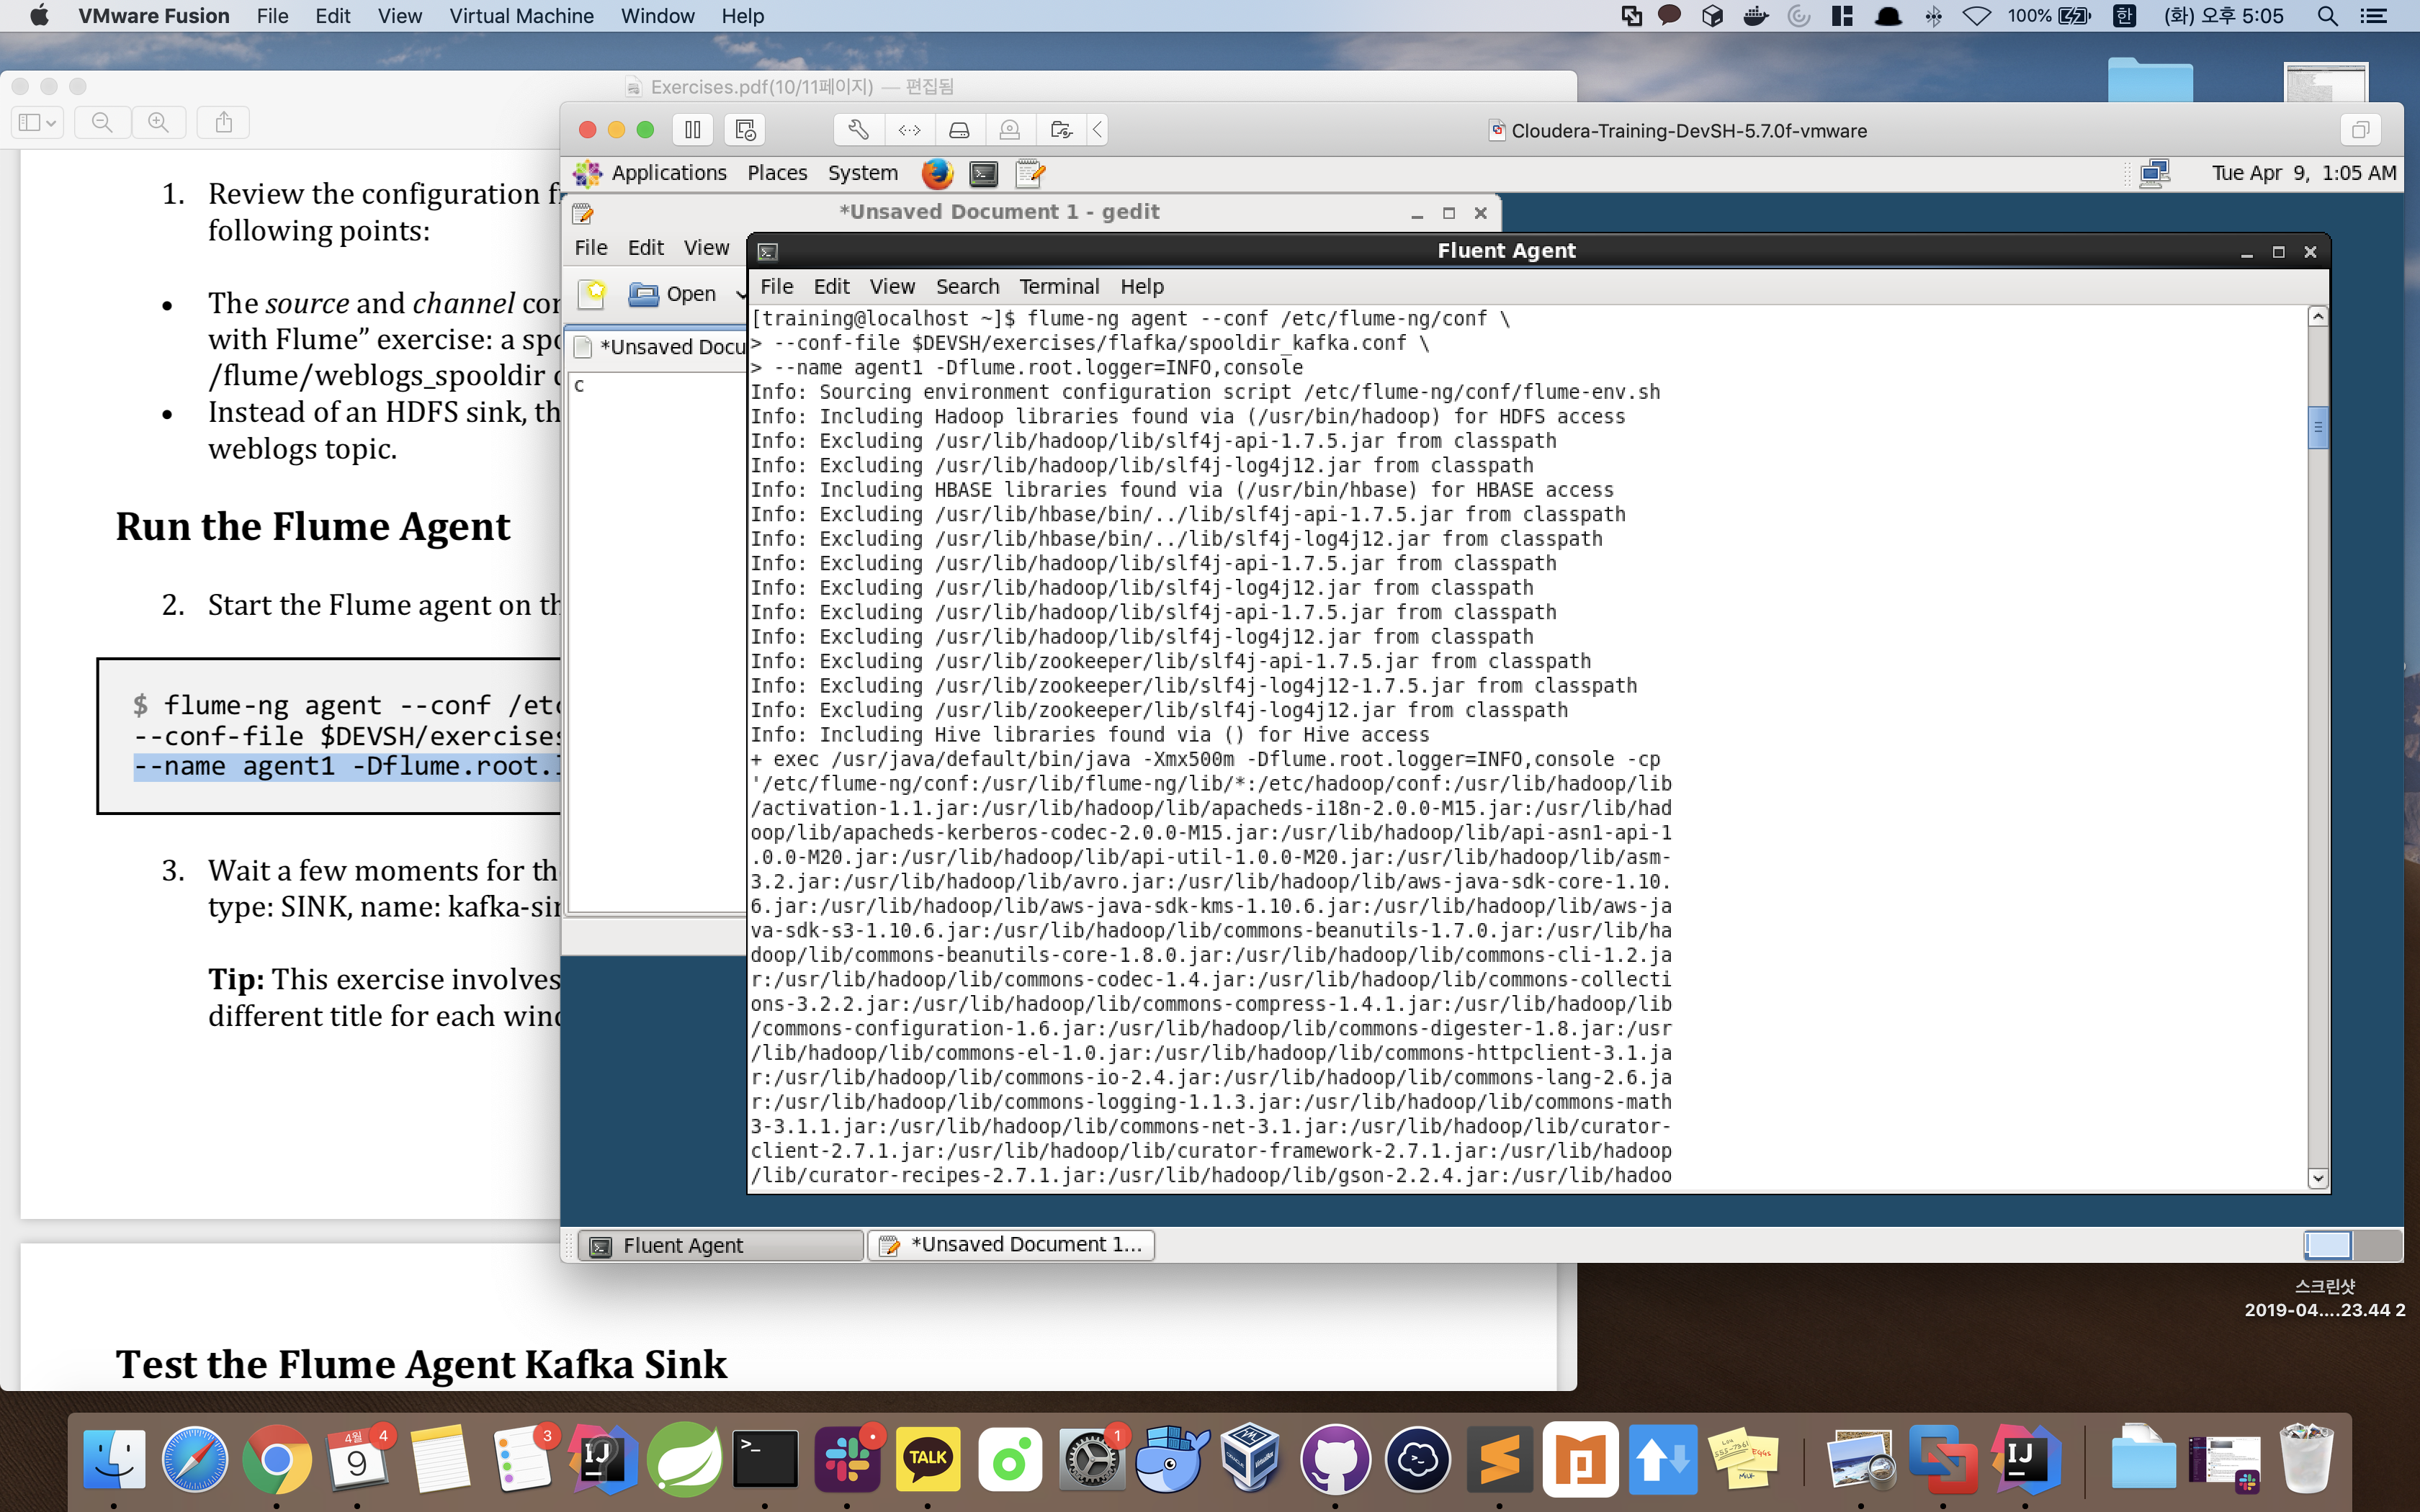 VMware Fusion File Edit View Virtual Machine Window Help 100% 한 (화) 오후 5:05
Exercises.pdf(10/11페이지) — 편집됨
1. Review the configuration f
following points:
• The source and channel con
with Flume” exercise: a spo
/flume/weblogs_spooldir
• Instead of an HDFS sink, th
weblogs topic.
Run the Flume Agent
2. Start the Flume agent on th
$ flume-ng agent --conf /etc
--conf-file $DEVSH/exercises
--name agent1 -Dflume.root.l
3. Wait a few moments for th
type: SINK, name: kafka-sin
Tip: This exercise involves
different title for each wind
Test the Flume Agent Kafka Sink
Cloudera-Training-DevSH-5.7.0f-vmware
Applications Places System Tue Apr 9, 1:05 AM
*Unsaved Document 1 - gedit
File Edit View
Open
*Unsaved Docu
c
Fluent Agent
File Edit View Search Terminal Help
[training@localhost ~]$ flume-ng agent --conf /etc/flume-ng/conf \
> --conf-file $DEVSH/exercises/flafka/spooldir_kafka.conf \
> --name agent1 -Dflume.root.logger=INFO,console
Info: Sourcing environment configuration script /etc/flume-ng/conf/flume-env.sh
Info: Including Hadoop libraries found via (/usr/bin/hadoop) for HDFS access
Info: Excluding /usr/lib/hadoop/lib/slf4j-api-1.7.5.jar from classpath
Info: Excluding /usr/lib/hadoop/lib/slf4j-log4j12.jar from classpath
Info: Including HBASE libraries found via (/usr/bin/hbase) for HBASE access
Info: Excluding /usr/lib/hbase/bin/../lib/slf4j-api-1.7.5.jar from classpath
Info: Excluding /usr/lib/hbase/bin/../lib/slf4j-log4j12.jar from classpath
Info: Excluding /usr/lib/hadoop/lib/slf4j-api-1.7.5.jar from classpath
Info: Excluding /usr/lib/hadoop/lib/slf4j-log4j12.jar from classpath
Info: Excluding /usr/lib/hadoop/lib/slf4j-api-1.7.5.jar from classpath
Info: Excluding /usr/lib/hadoop/lib/slf4j-log4j12.jar from classpath
Info: Excluding /usr/lib/zookeeper/lib/slf4j-api-1.7.5.jar from classpath
Info: Excluding /usr/lib/zookeeper/lib/slf4j-log4j12-1.7.5.jar from classpath
Info: Excluding /usr/lib/zookeeper/lib/slf4j-log4j12.jar from classpath
Info: Including Hive libraries found via () for Hive access
+ exec /usr/java/default/bin/java -Xmx500m -Dflume.root.logger=INFO,console -cp
'/etc/flume-ng/conf:/usr/lib/flume-ng/lib/*:/etc/hadoop/conf:/usr/lib/hadoop/lib
/activation-1.1.jar:/usr/lib/hadoop/lib/apacheds-i18n-2.0.0-M15.jar:/usr/lib/had
oop/lib/apacheds-kerberos-codec-2.0.0-M15.jar:/usr/lib/hadoop/lib/api-asn1-api-1
.0.0-M20.jar:/usr/lib/hadoop/lib/api-util-1.0.0-M20.jar:/usr/lib/hadoop/lib/asm-
3.2.jar:/usr/lib/hadoop/lib/avro.jar:/usr/lib/hadoop/lib/aws-java-sdk-core-1.10.
6.jar:/usr/lib/hadoop/lib/aws-java-sdk-kms-1.10.6.jar:/usr/lib/hadoop/lib/aws-ja
va-sdk-s3-1.10.6.jar:/usr/lib/hadoop/lib/commons-beanutils-1.7.0.jar:/usr/lib/ha
doop/lib/commons-beanutils-core-1.8.0.jar:/usr/lib/hadoop/lib/commons-cli-1.2.ja
r:/usr/lib/hadoop/lib/commons-codec-1.4.jar:/usr/lib/hadoop/lib/commons-collecti
ons-3.2.2.jar:/usr/lib/hadoop/lib/commons-compress-1.4.1.jar:/usr/lib/hadoop/lib
/commons-configuration-1.6.jar:/usr/lib/hadoop/lib/commons-digester-1.8.jar:/usr
/lib/hadoop/lib/commons-el-1.0.jar:/usr/lib/hadoop/lib/commons-httpclient-3.1.ja
r:/usr/lib/hadoop/lib/commons-io-2.4.jar:/usr/lib/hadoop/lib/commons-lang-2.6.ja
r:/usr/lib/hadoop/lib/commons-logging-1.1.3.jar:/usr/lib/hadoop/lib/commons-math
3-3.1.1.jar:/usr/lib/hadoop/lib/commons-net-3.1.jar:/usr/lib/hadoop/lib/curator-
client-2.7.1.jar:/usr/lib/hadoop/lib/curator-framework-2.7.1.jar:/usr/lib/hadoop
/lib/curator-recipes-2.7.1.jar:/usr/lib/hadoop/lib/gson-2.2.4.jar:/usr/lib/hadoo
Fluent Agent *Unsaved Document 1...
스크린샷
2019-04....23.44 2
4월 4
9
3
IJ
>_
TALK
1
IJ